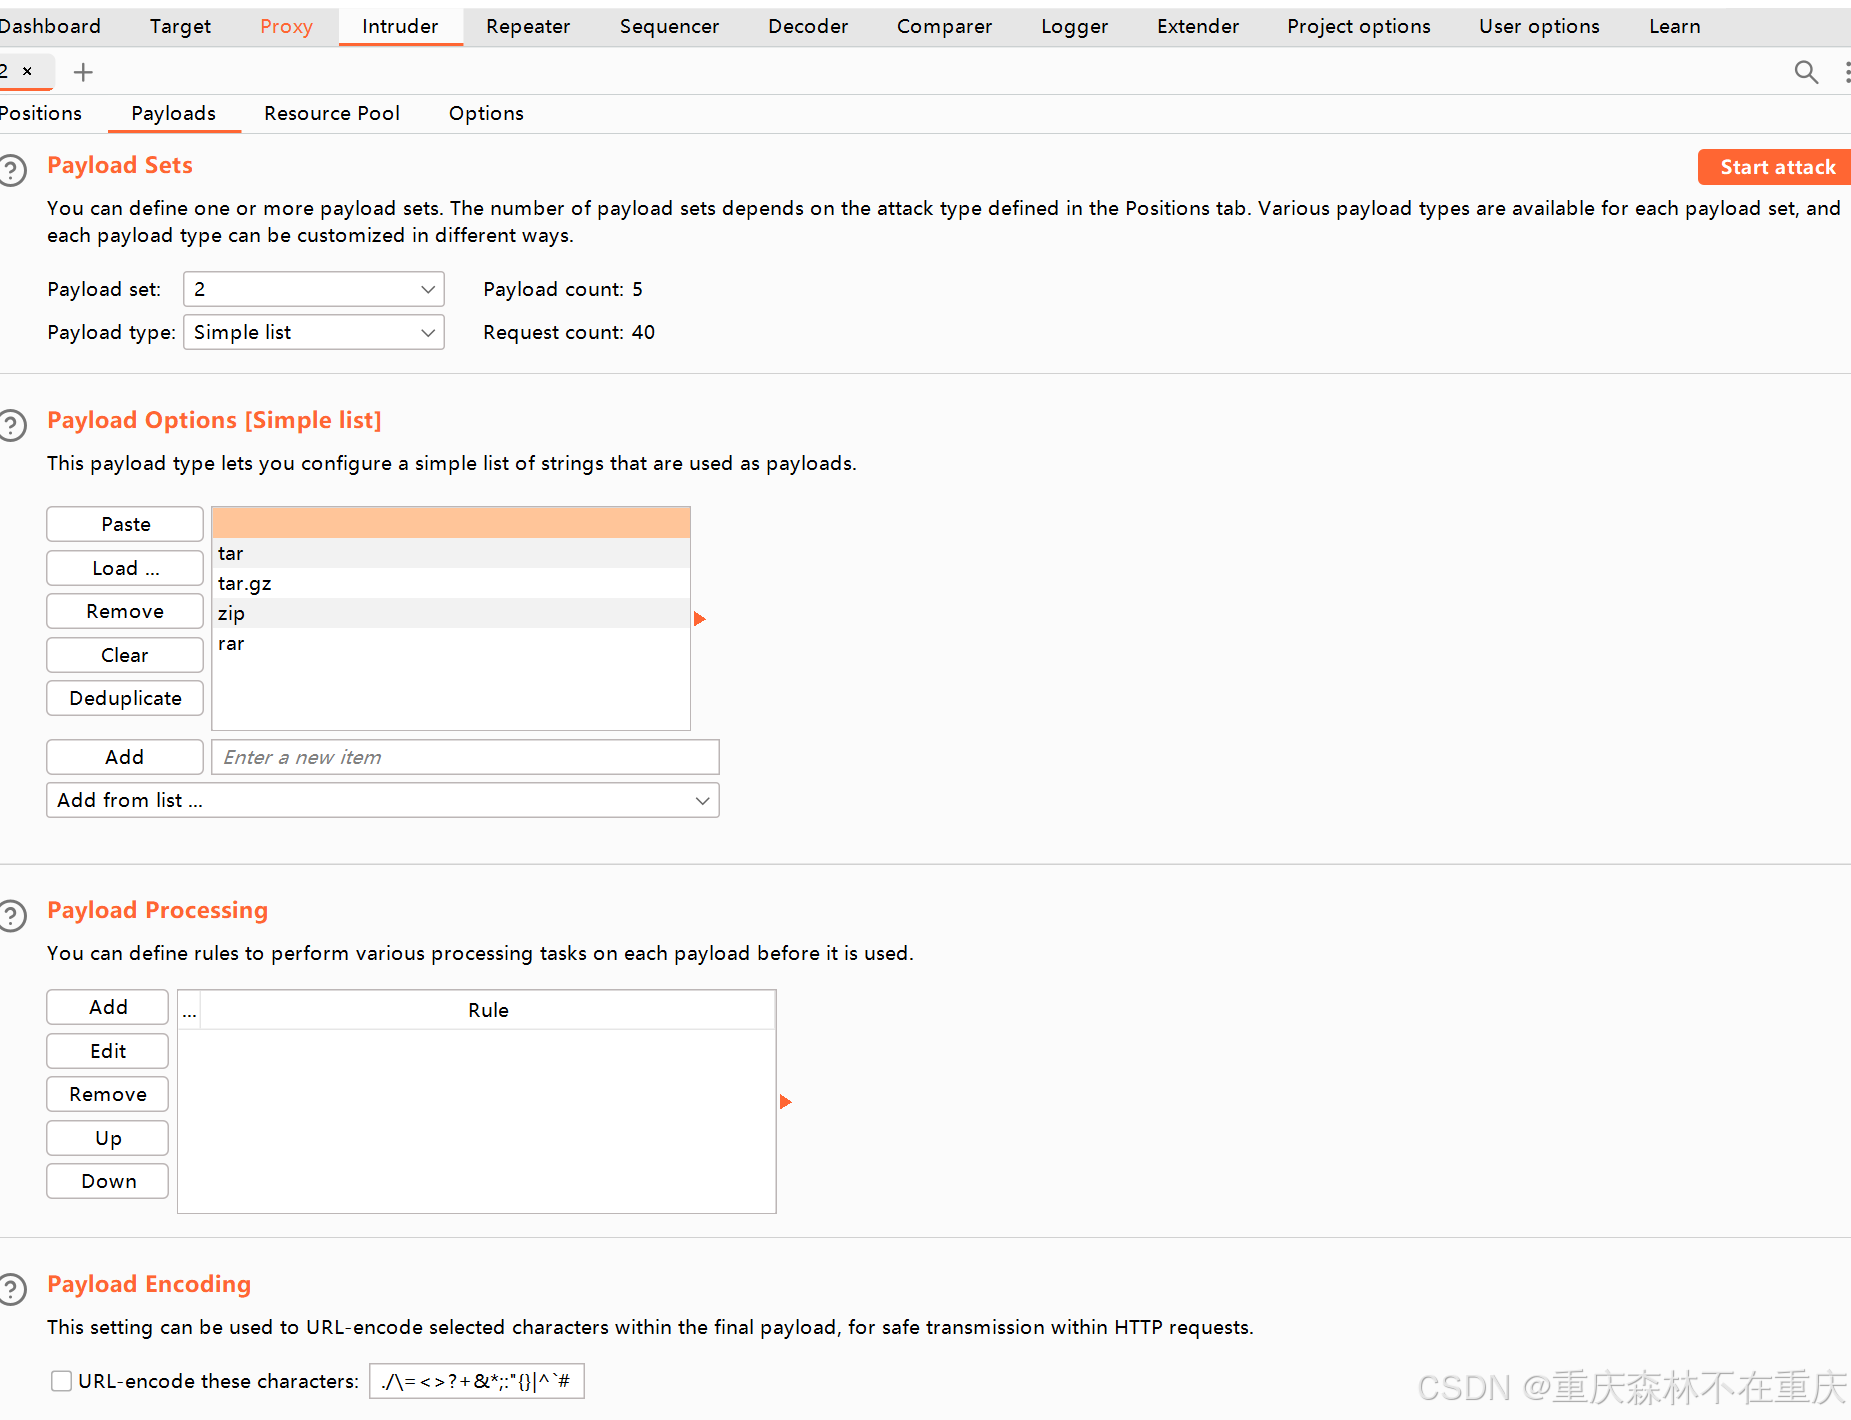 Dashboard Target Proxy Intruder Repeater Sequencer Decoder Comparer Logger Extender Project options User options Learn
2 ×
Positions Payloads Resource Pool Options
Payload Sets
Start attack
You can define one or more payload sets. The number of payload sets depends on the attack type defined in the Positions tab. Various payload types are available for each payload set, and
each payload type can be customized in different ways.
Payload set: 2 Payload count: 5
Payload type: Simple list Request count: 40
Payload Options [Simple list]
This payload type lets you configure a simple list of strings that are used as payloads.
Paste
Load ...
Remove
Clear
Deduplicate
tar
tar.gz
zip
rar
Add Enter a new item
Add from list ...
Payload Processing
You can define rules to perform various processing tasks on each payload before it is used.
Add
Edit
Remove
Up
Down
... Rule
Payload Encoding
This setting can be used to URL-encode selected characters within the final payload, for safe transmission within HTTP requests.
URL-encode these characters: ./\=<>?+&*;:"{}|^`#
CSDN @重庆森林不在重庆